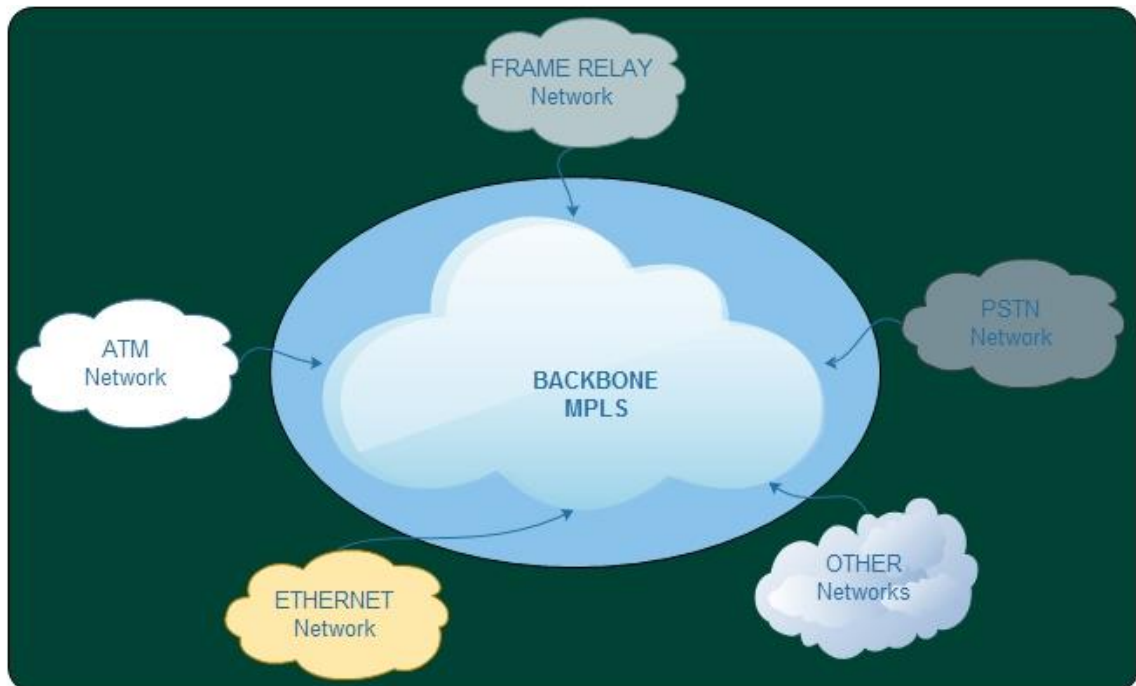 FRAME RELAY
Network
PSTN
Network
ATM
Network
BACKBONE
MPLS
OTHER
Networks
ETHERNET
Network